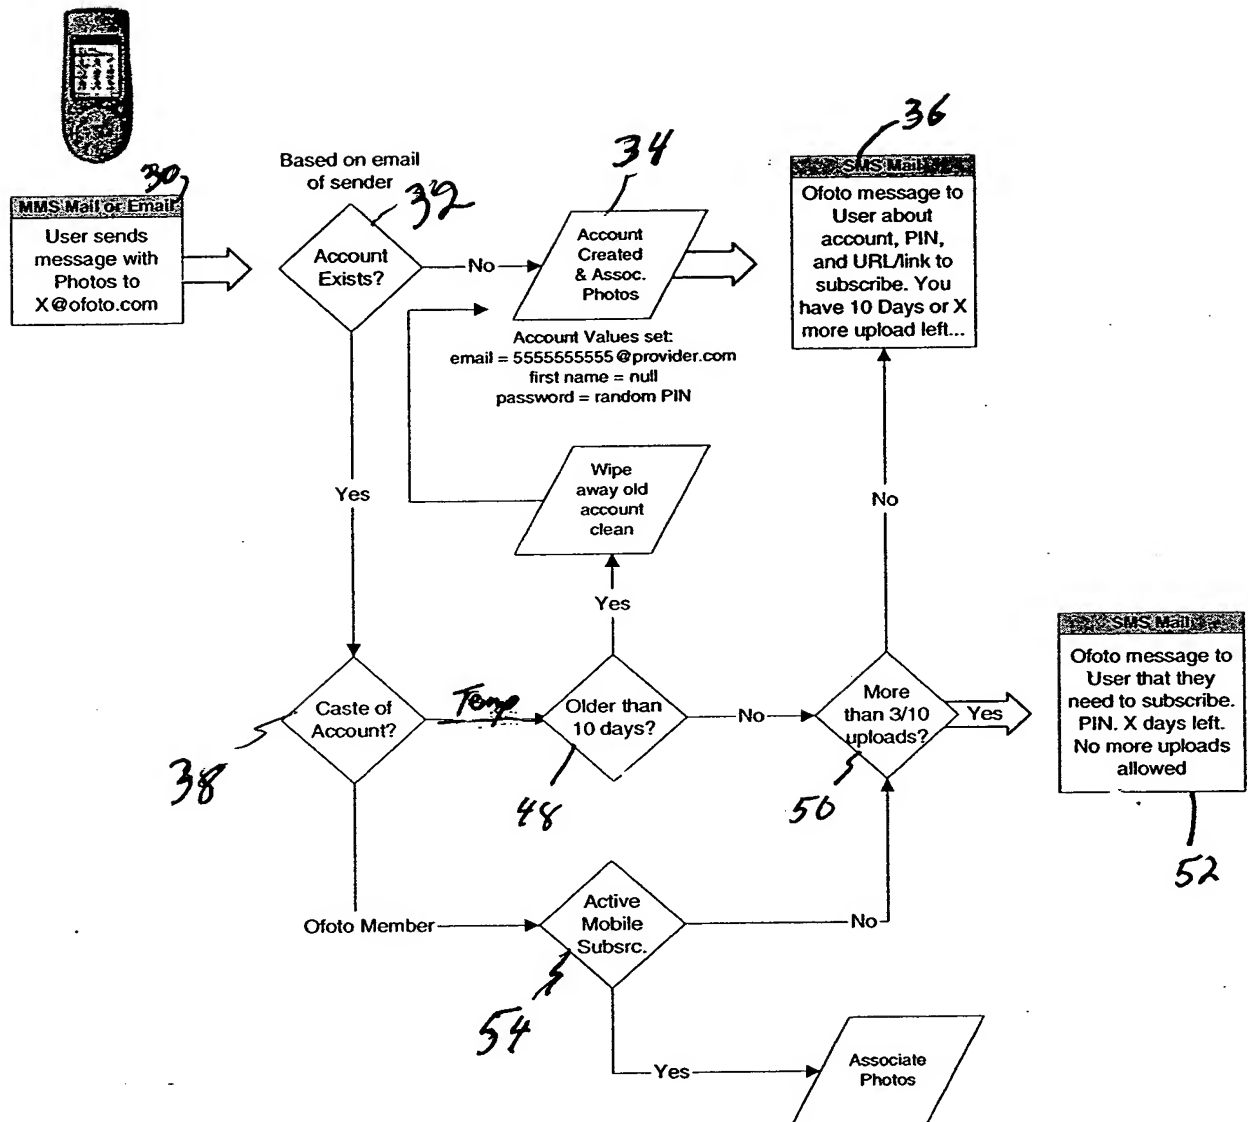 30
MMS Mail or Email
User sends
message with
Photos to
X@ofoto.com
Based on email
of sender
32
Account
Exists?
No
34
Account
Created
& Assoc.
Photos
Account Values set:
email = 5555555555@provider.com
first name = null
password = random PIN
36
SMS Mail
Ofoto message to
User about
account, PIN,
and URL/link to
subscribe. You
have 10 Days or X
more upload left...
Wipe
away old
account
clean
Yes
Yes
No
Caste of
Account?
38
Temp
Older than
10 days?
48
No
More
than 3/10
uploads?
50
Yes
SMS Mail
Ofoto message to
User that they
need to subscribe.
PIN. X days left.
No more uploads
allowed
52
Ofoto Member
Active
Mobile
Subsrc.
54
No
Yes
Associate
Photos